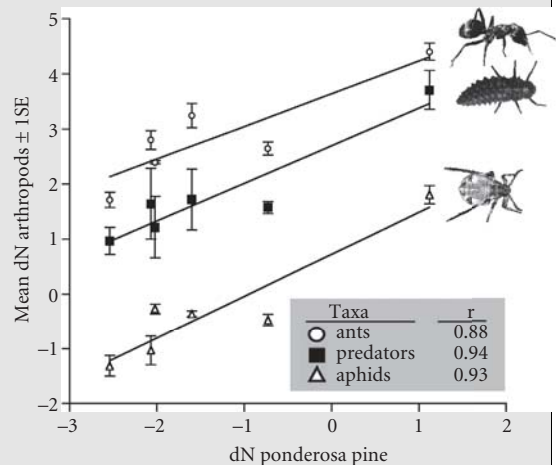 5
4
3
2
1
0
−1
−2
Mean dN arthropods ± 1SE
Taxa r
ants 0.88
predators 0.94
aphids 0.93
−3 −2 −1 0 1 2
dN ponderosa pine